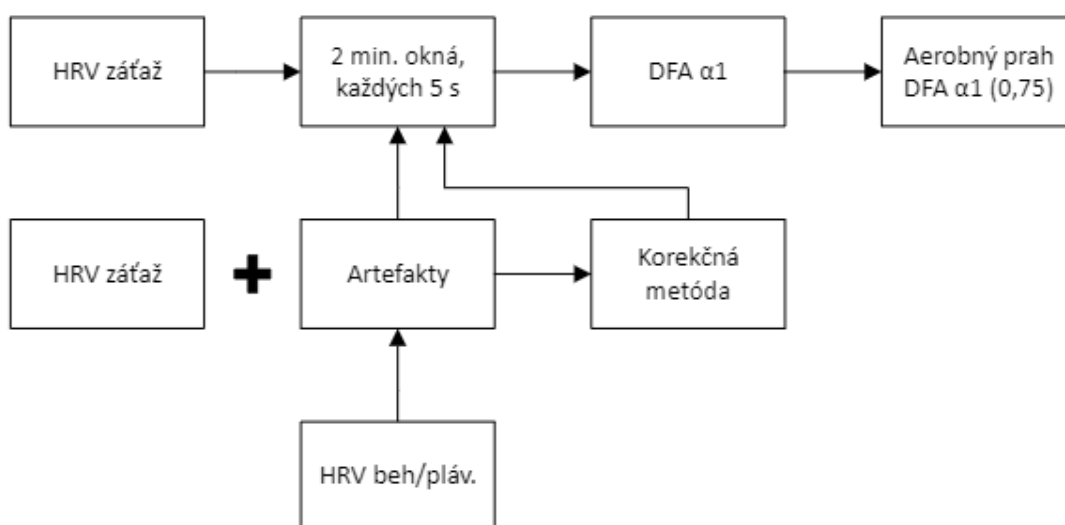 HRV záťaž
2 min. okná,
každých 5 s
DFA α1
Aerobný prah
DFA α1 (0,75)
HRV záťaž
Artefakty
Korekčná
metóda
HRV beh/pláv.